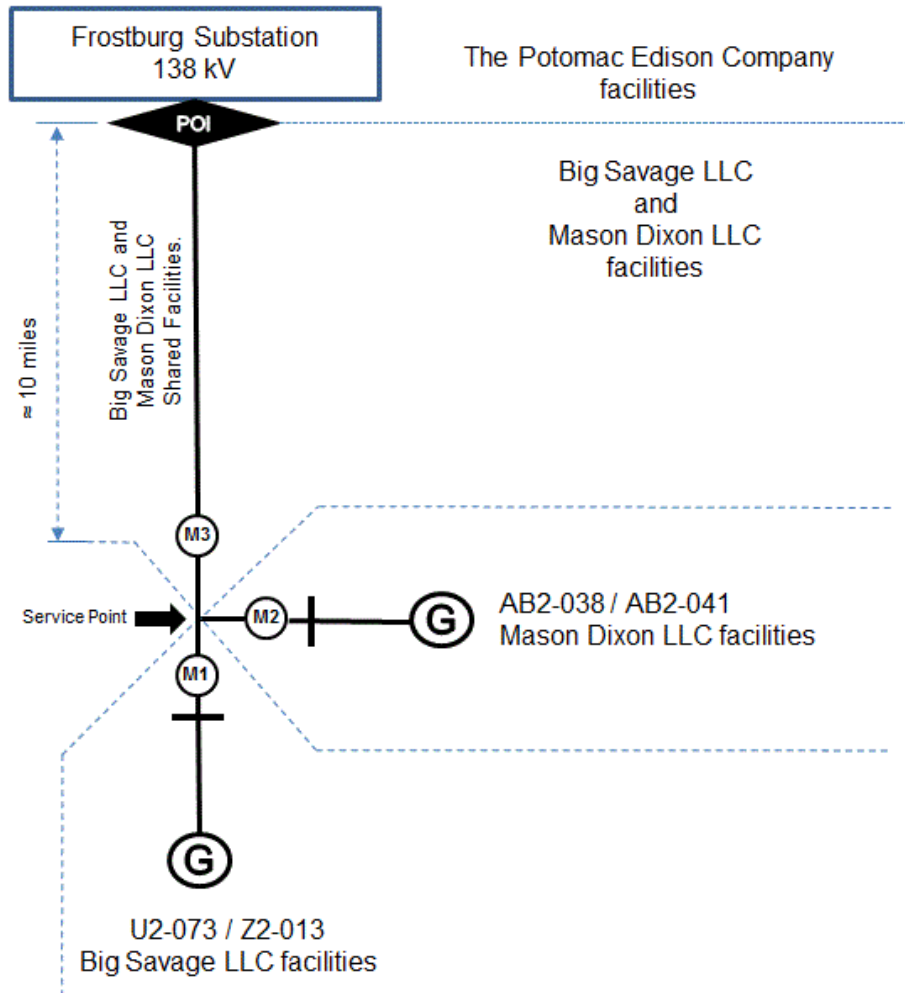 Frostburg Substation
138 kV
The Potomac Edison Company
facilities
POI
Big Savage LLC
and
Mason Dixon LLC
facilities
Big Savage LLC and
Mason Dixon LLC
Shared Facilities.
≈ 10 miles
M3
Service Point
M2
G
AB2-038 / AB2-041
Mason Dixon LLC facilities
M1
G
U2-073 / Z2-013
Big Savage LLC facilities